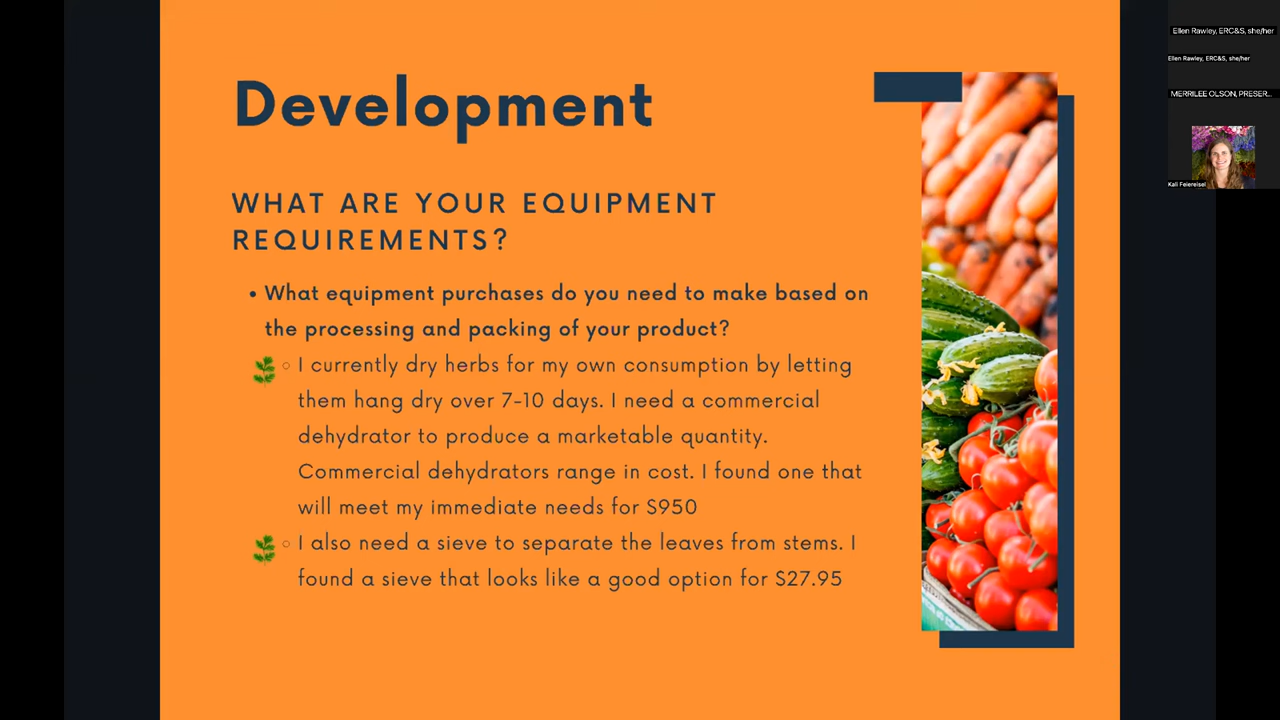 Development
WHAT ARE YOUR EQUIPMENT
REQUIREMENTS?
• What equipment purchases do you need to make based on
the processing and packing of your product?
○ I currently dry herbs for my own consumption by letting
them hang dry over 7-10 days. I need a commercial
dehydrator to produce a marketable quantity.
Commercial dehydrators range in cost. I found one that
will meet my immediate needs for $950
○ I also need a sieve to separate the leaves from stems. I
found a sieve that looks like a good option for $27.95
Ellen Rawley, ERC&S, she/her
Ellen Rawley, ERC&S, she/her
MERRILEE OLSON, PRESER...
Kali Feiereisel